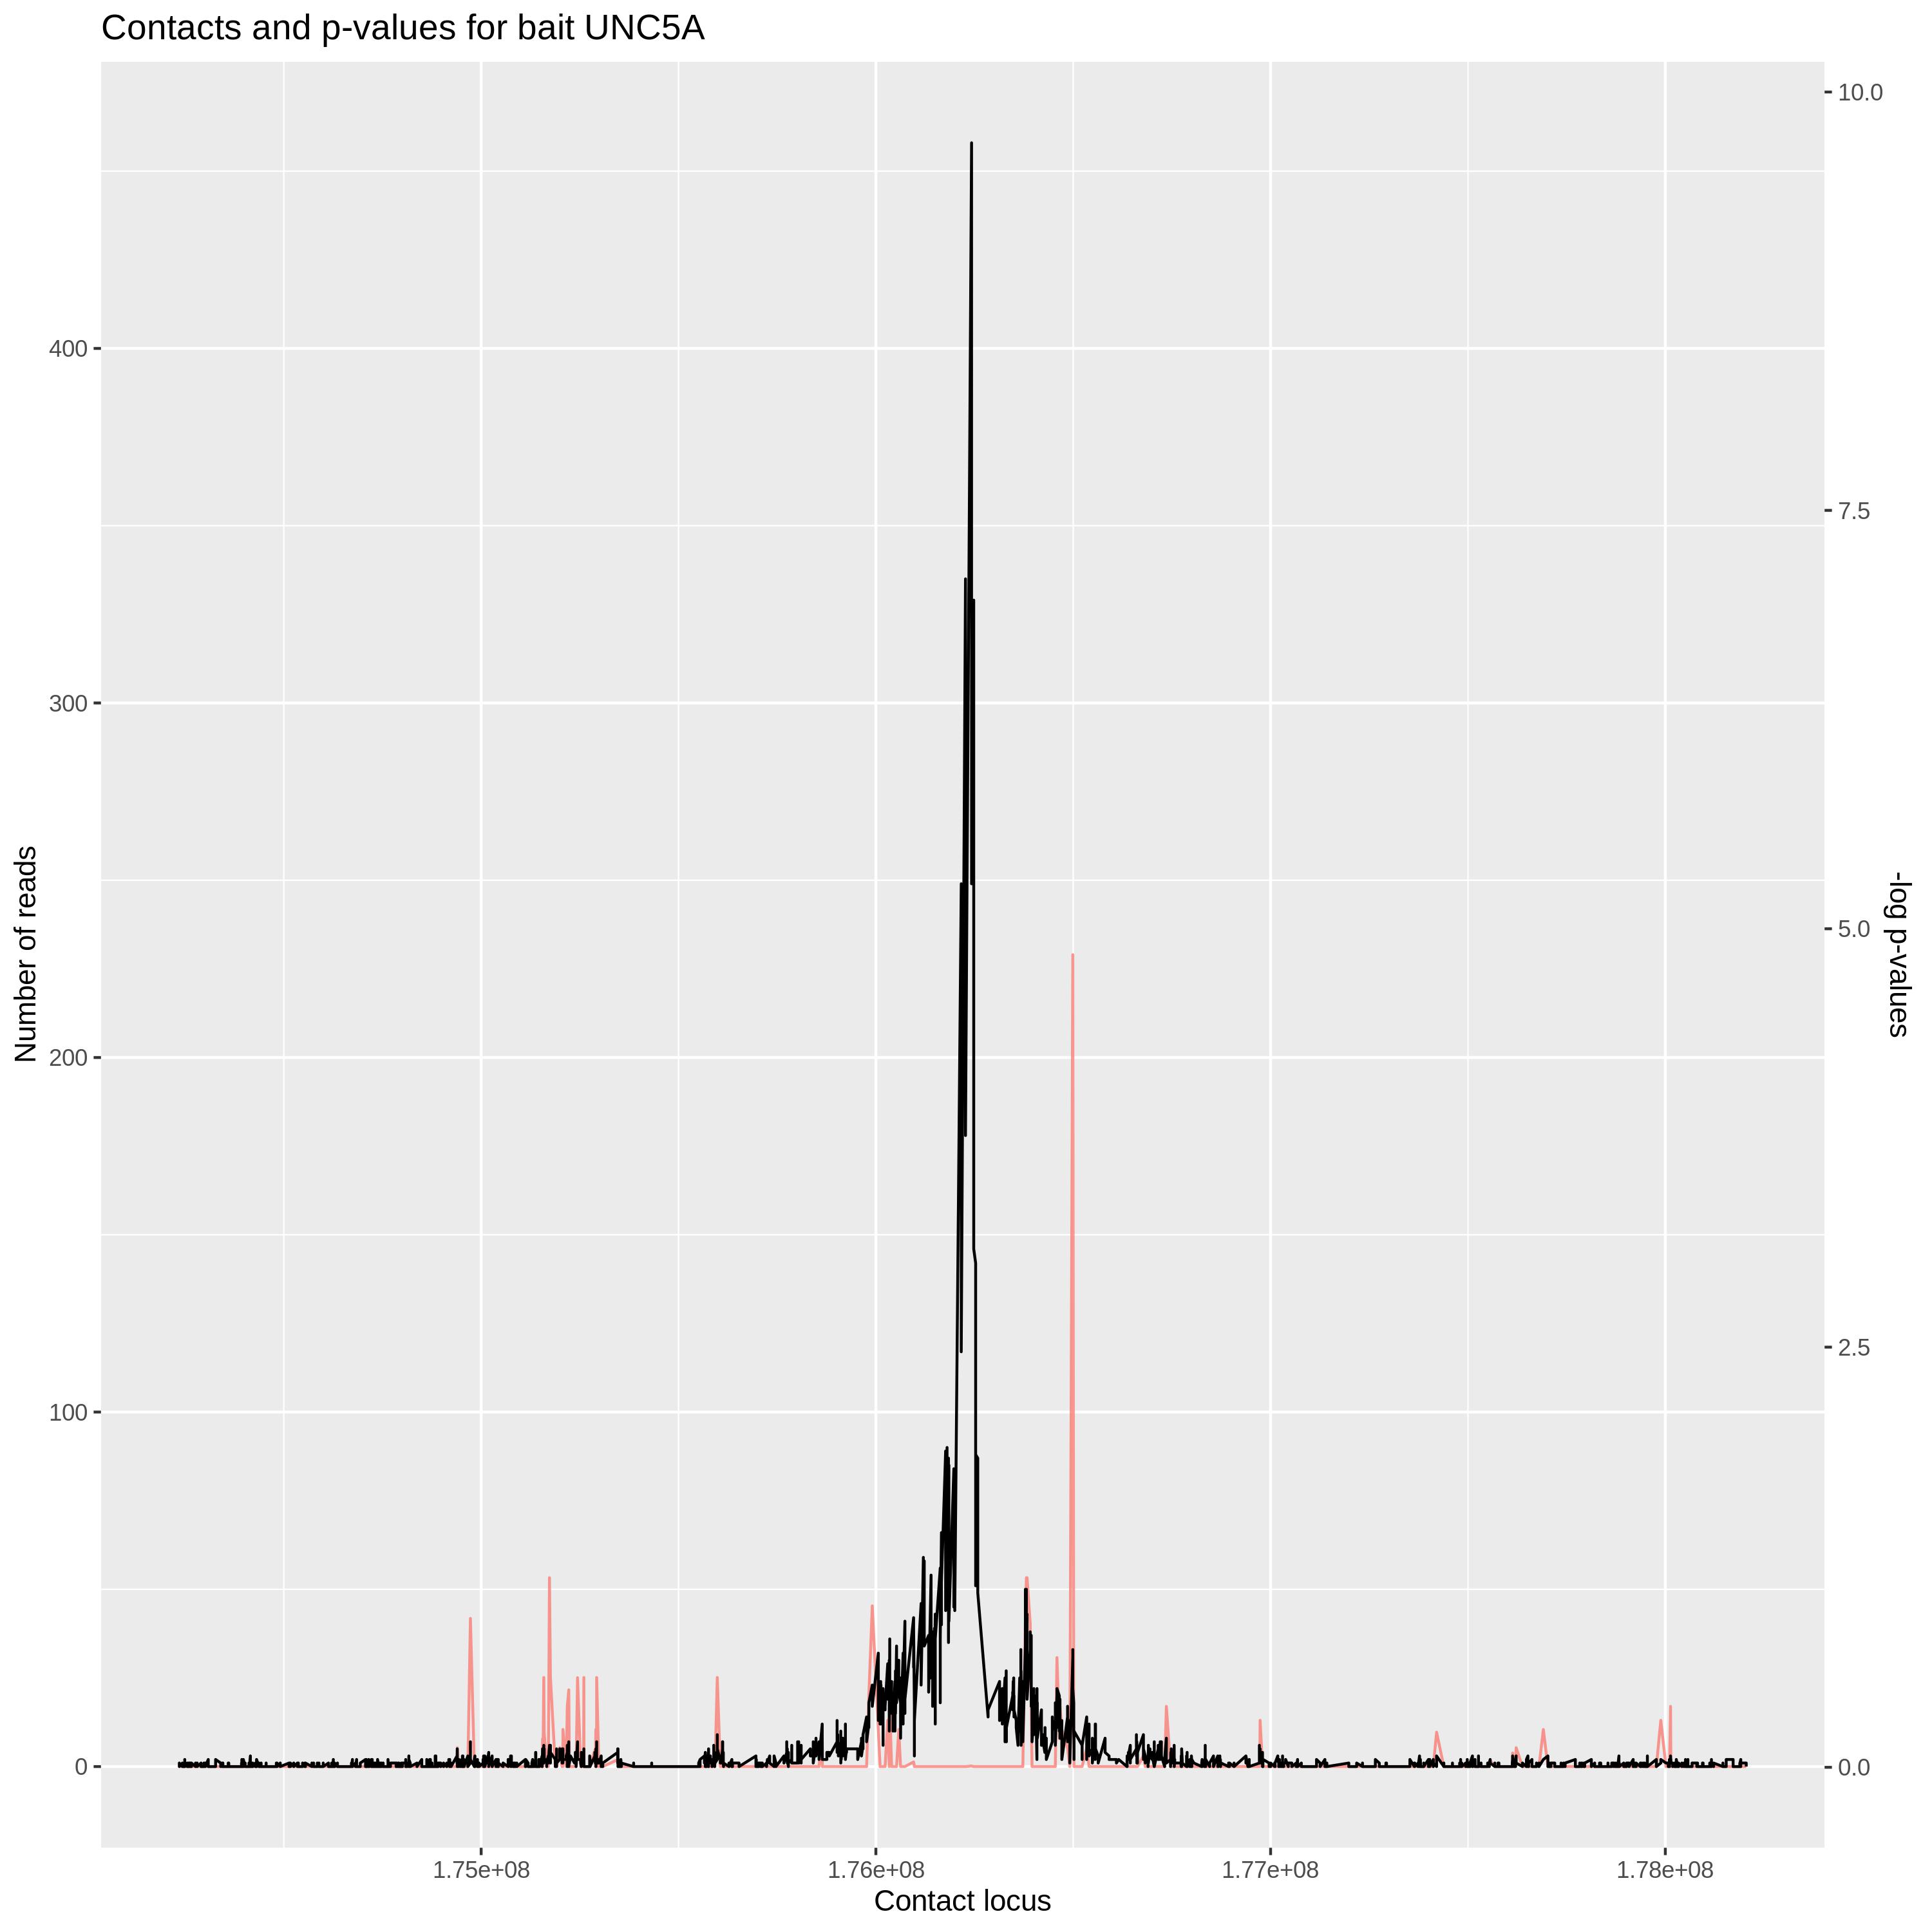 Contacts and p-values for bait UNC5A
Number of reads
400
300
200
100
0
10.0
7.5
5.0
2.5
0.0
-log p-values
1.75e+08
1.76e+08
1.77e+08
1.78e+08
Contact locus